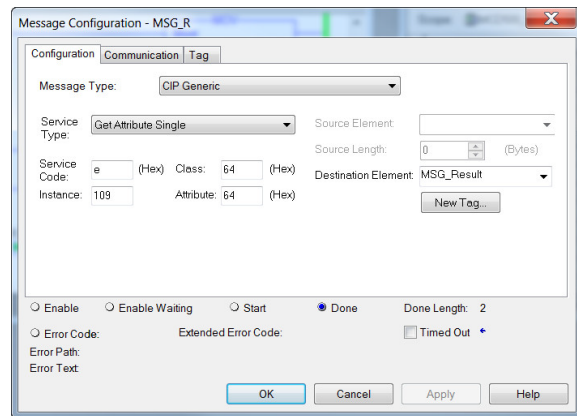 Message Configuration - MSG_R
Configuration Communication Tag
Message Type: CIP Generic
Service Type: Get Attribute Single Source Element:
Source Length: 0 (Bytes)
Service Code: e (Hex) Class: 64 (Hex) Destination Element: MSG_Result
Instance: 109 Attribute: 64 (Hex) New Tag...
Enable Enable Waiting Start Done Done Length: 2
Error Code: Extended Error Code: Timed Out
Error Path:
Error Text:
OK Cancel Apply Help